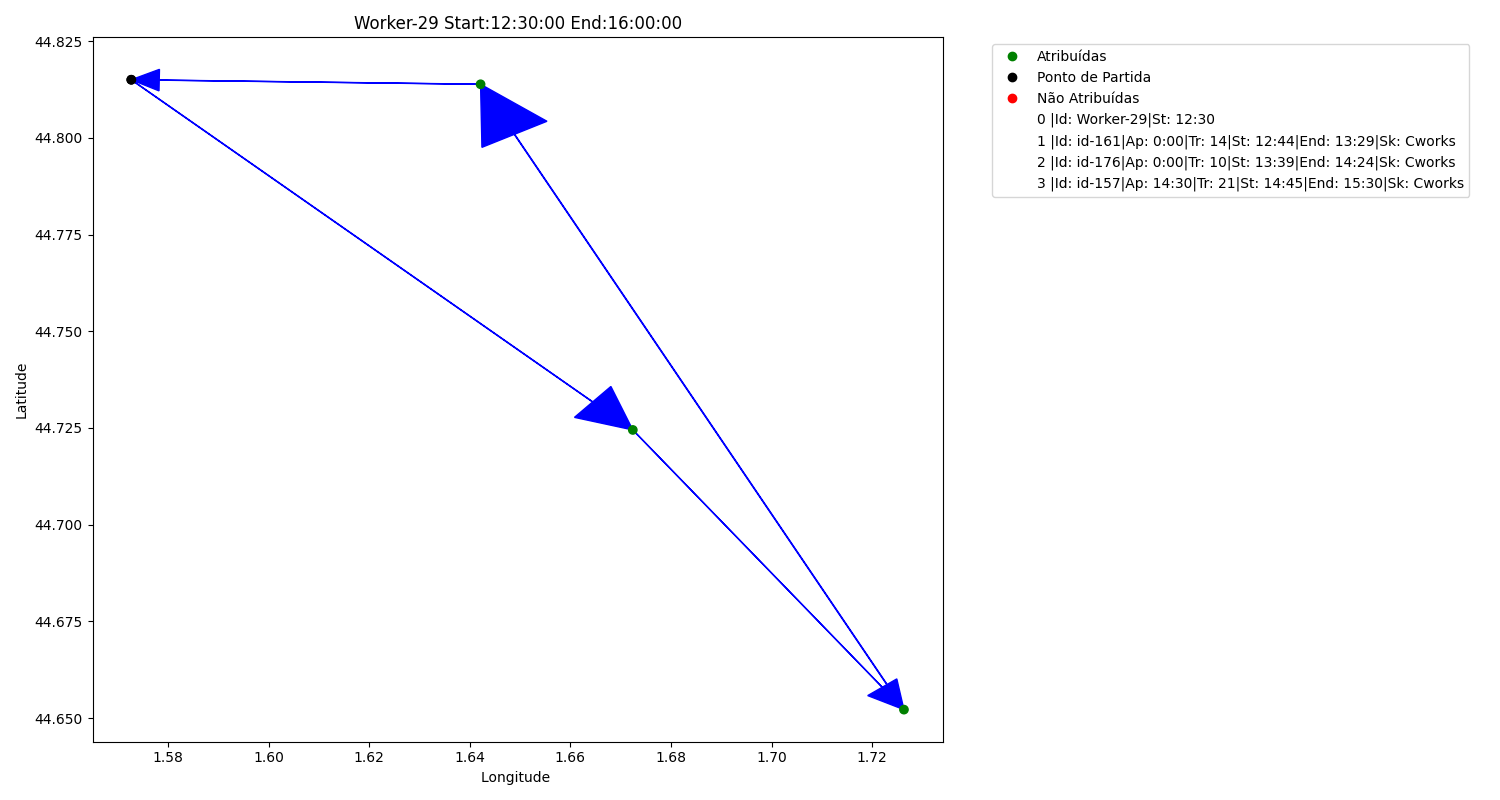 Worker-29 Start:12:30:00 End:16:00:00
44.825
44.800
44.775
44.750
44.725
44.700
44.675
44.650
Latitude
1.58 1.60 1.62 1.64 1.66 1.68 1.70 1.72
Longitude
Atribuídas
Ponto de Partida
Não Atribuídas
0 |Id: Worker-29|St: 12:30
1 |Id: id-161|Ap: 0:00|Tr: 14|St: 12:44|End: 13:29|Sk: Cworks
2 |Id: id-176|Ap: 0:00|Tr: 10|St: 13:39|End: 14:24|Sk: Cworks
3 |Id: id-157|Ap: 14:30|Tr: 21|St: 14:45|End: 15:30|Sk: Cworks